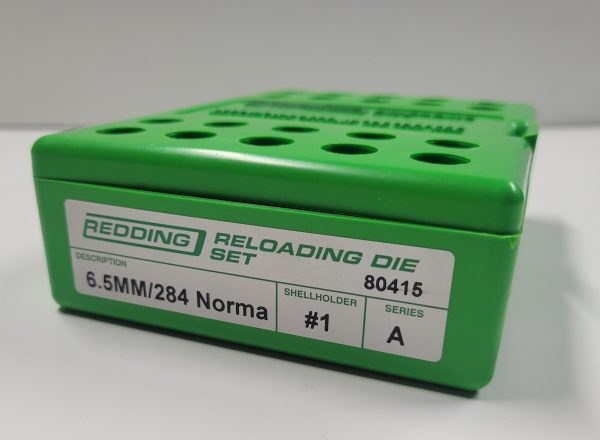 REDDING RELOADING DIE
SET 80415
DESCRIPTION SHELLHOLDER SERIES
6.5MM/284 Norma #1 A